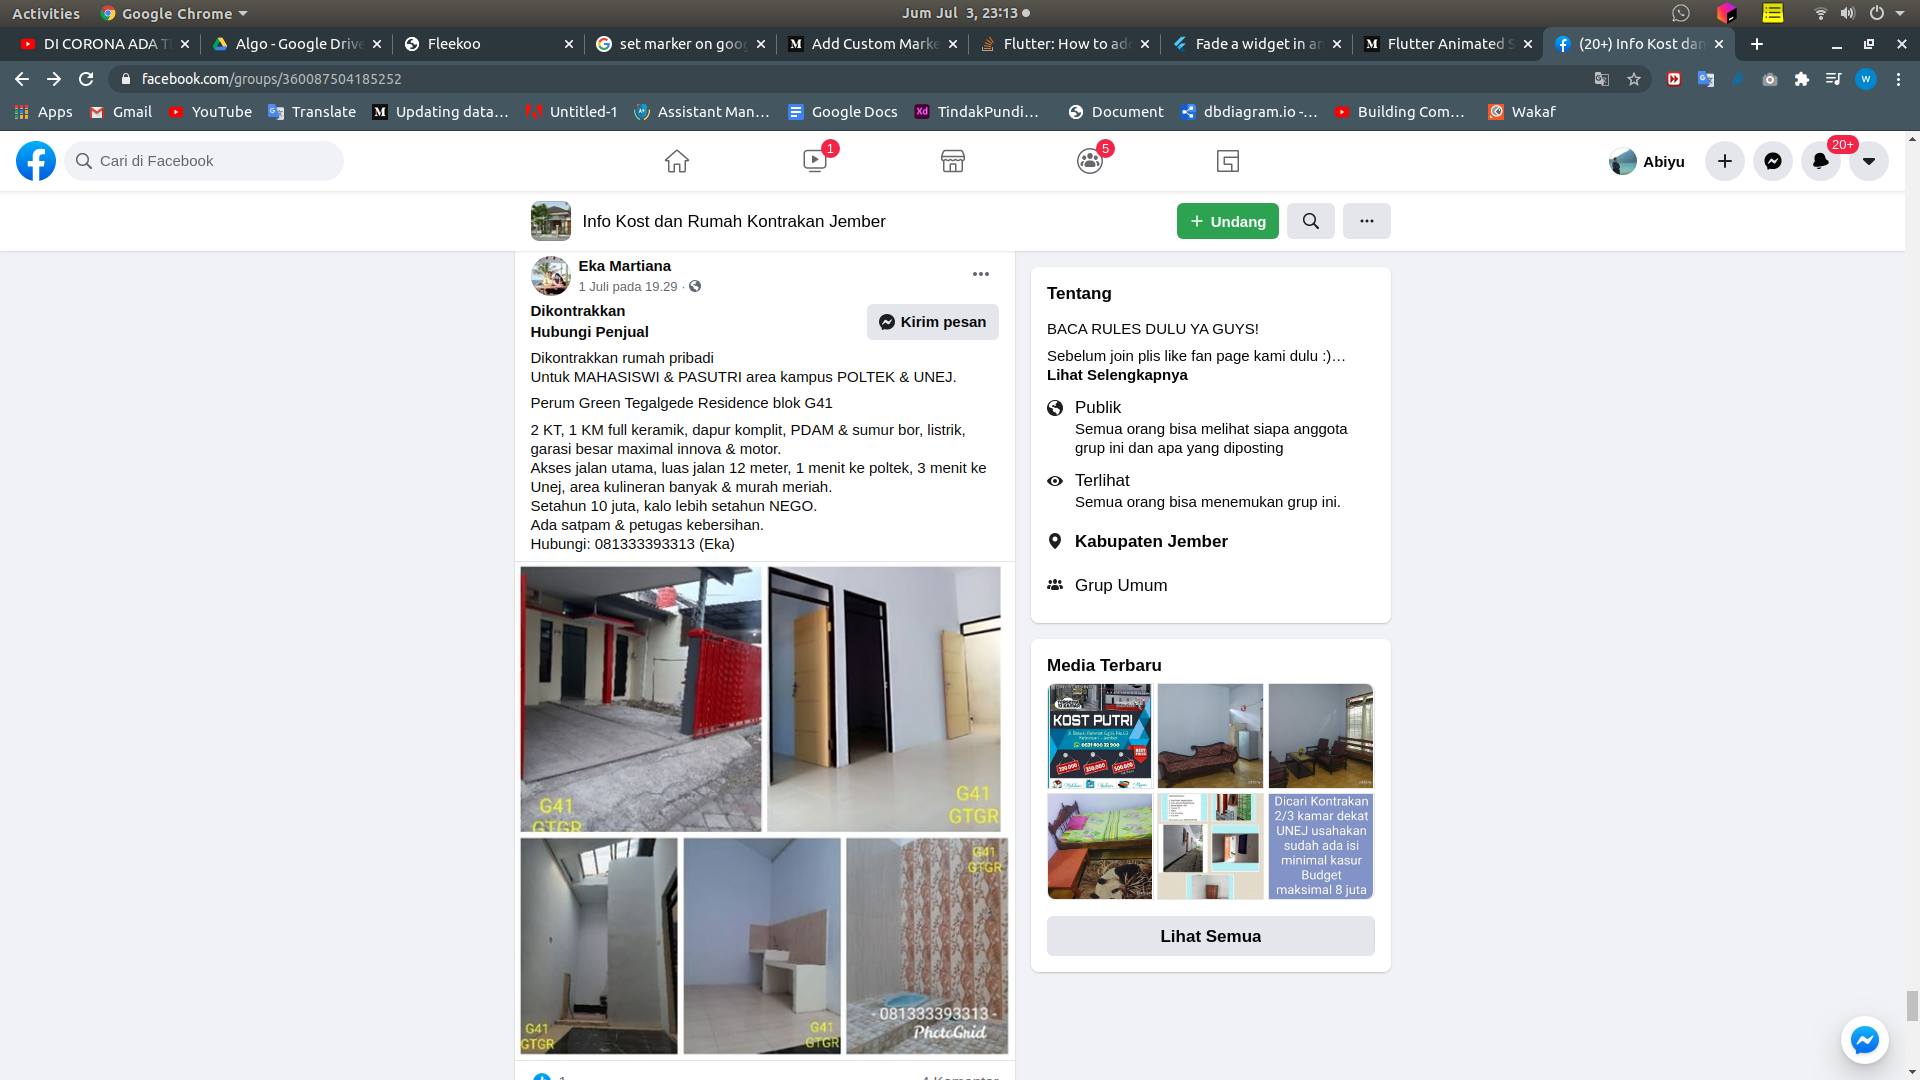 Activities
Google Chrome
Jum Jul 3, 23:13
DI CORONA ADA T
Algo - Google Drive
Fleekoo
set marker on goo
Add Custom Marke
Flutter: How to ad
Fade a widget in an
Flutter Animated S
(20+) Info Kost dan
facebook.com/groups/360087504185252
Apps
Gmail
YouTube
Translate
Updating data...
Untitled-1
Assistant Man...
Google Docs
TindakPundi...
Document
dbdiagram.io -...
Building Com...
Wakaf
Cari di Facebook
1
5
Abiyu
20+
Info Kost dan Rumah Kontrakan Jember
+ Undang
Eka Martiana
1 Juli pada 19.29 ·
Dikontrakkan
Hubungi Penjual
Kirim pesan
Dikontrakkan rumah pribadi
Untuk MAHASISWI & PASUTRI area kampus POLTEK & UNEJ.
Perum Green Tegalgede Residence blok G41
2 KT, 1 KM full keramik, dapur komplit, PDAM & sumur bor, listrik,
garasi besar maximal innova & motor.
Akses jalan utama, luas jalan 12 meter, 1 menit ke poltek, 3 menit ke
Unej, area kulineran banyak & murah meriah.
Setahun 10 juta, kalo lebih setahun NEGO.
Ada satpam & petugas kebersihan.
Hubungi: 081333393313 (Eka)
G41
GTGR
G41
GTGR
G41
GTGR
G41
GTGR
G41
GTGR
- 081333393313 -
PhotoGrid
1
4 Komentar
Tentang
BACA RULES DULU YA GUYS!
Sebelum join plis like fan page kami dulu :)…
Lihat Selengkapnya
Publik
Semua orang bisa melihat siapa anggota
grup ini dan apa yang diposting
Terlihat
Semua orang bisa menemukan grup ini.
Kabupaten Jember
Grup Umum
Media Terbaru
KOST PUTRI
Dicari Kontrakan
2/3 kamar dekat
UNEJ usahakan
sudah ada isi
minimal kasur
Budget
maksimal 8 juta
Lihat Semua